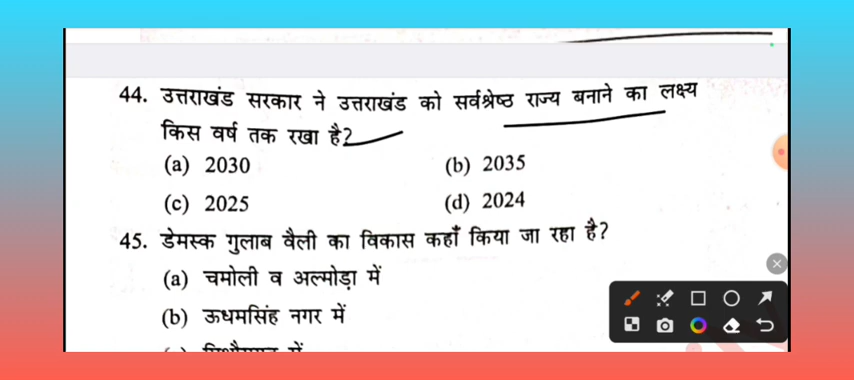 44. उत्तराखंड सरकार ने उत्तराखंड को सर्वश्रेष्ठ राज्य बनाने का लक्ष्य
किस वर्ष तक रखा है?
(a) 2030 (b) 2035
(c) 2025 (d) 2024
45. डेमस्क गुलाब वैली का विकास कहाँ किया जा रहा है?
(a) चमोली व अल्मोड़ा में
(b) ऊधमसिंह नगर में